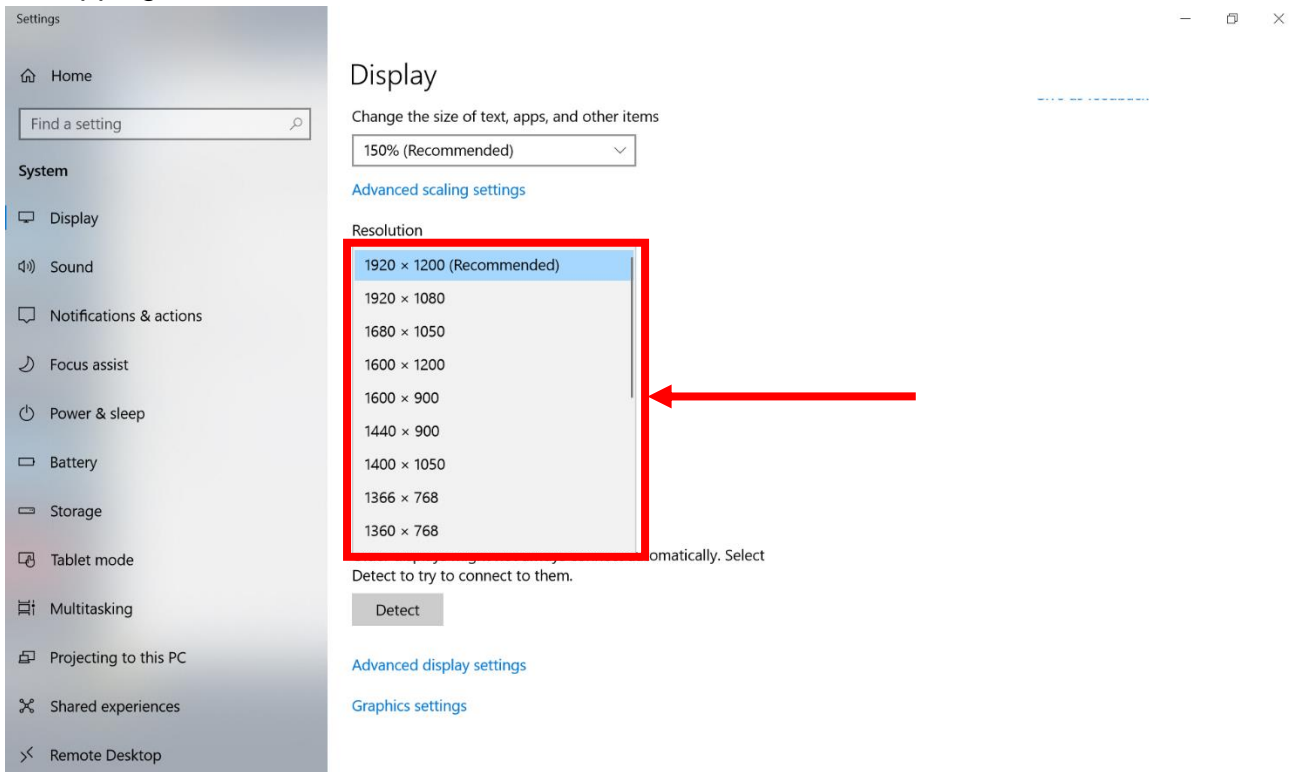 Settings
Home
Find a setting
System
Display
Sound
Notifications & actions
Focus assist
Power & sleep
Battery
Storage
Tablet mode
Multitasking
Projecting to this PC
Shared experiences
Remote Desktop
Display
Change the size of text, apps, and other items
150% (Recommended)
Advanced scaling settings
Resolution
1920 × 1200 (Recommended)
1920 × 1080
1680 × 1050
1600 × 1200
1600 × 900
1440 × 900
1400 × 1050
1366 × 768
1360 × 768
omatically. Select
Detect to try to connect to them.
Detect
Advanced display settings
Graphics settings